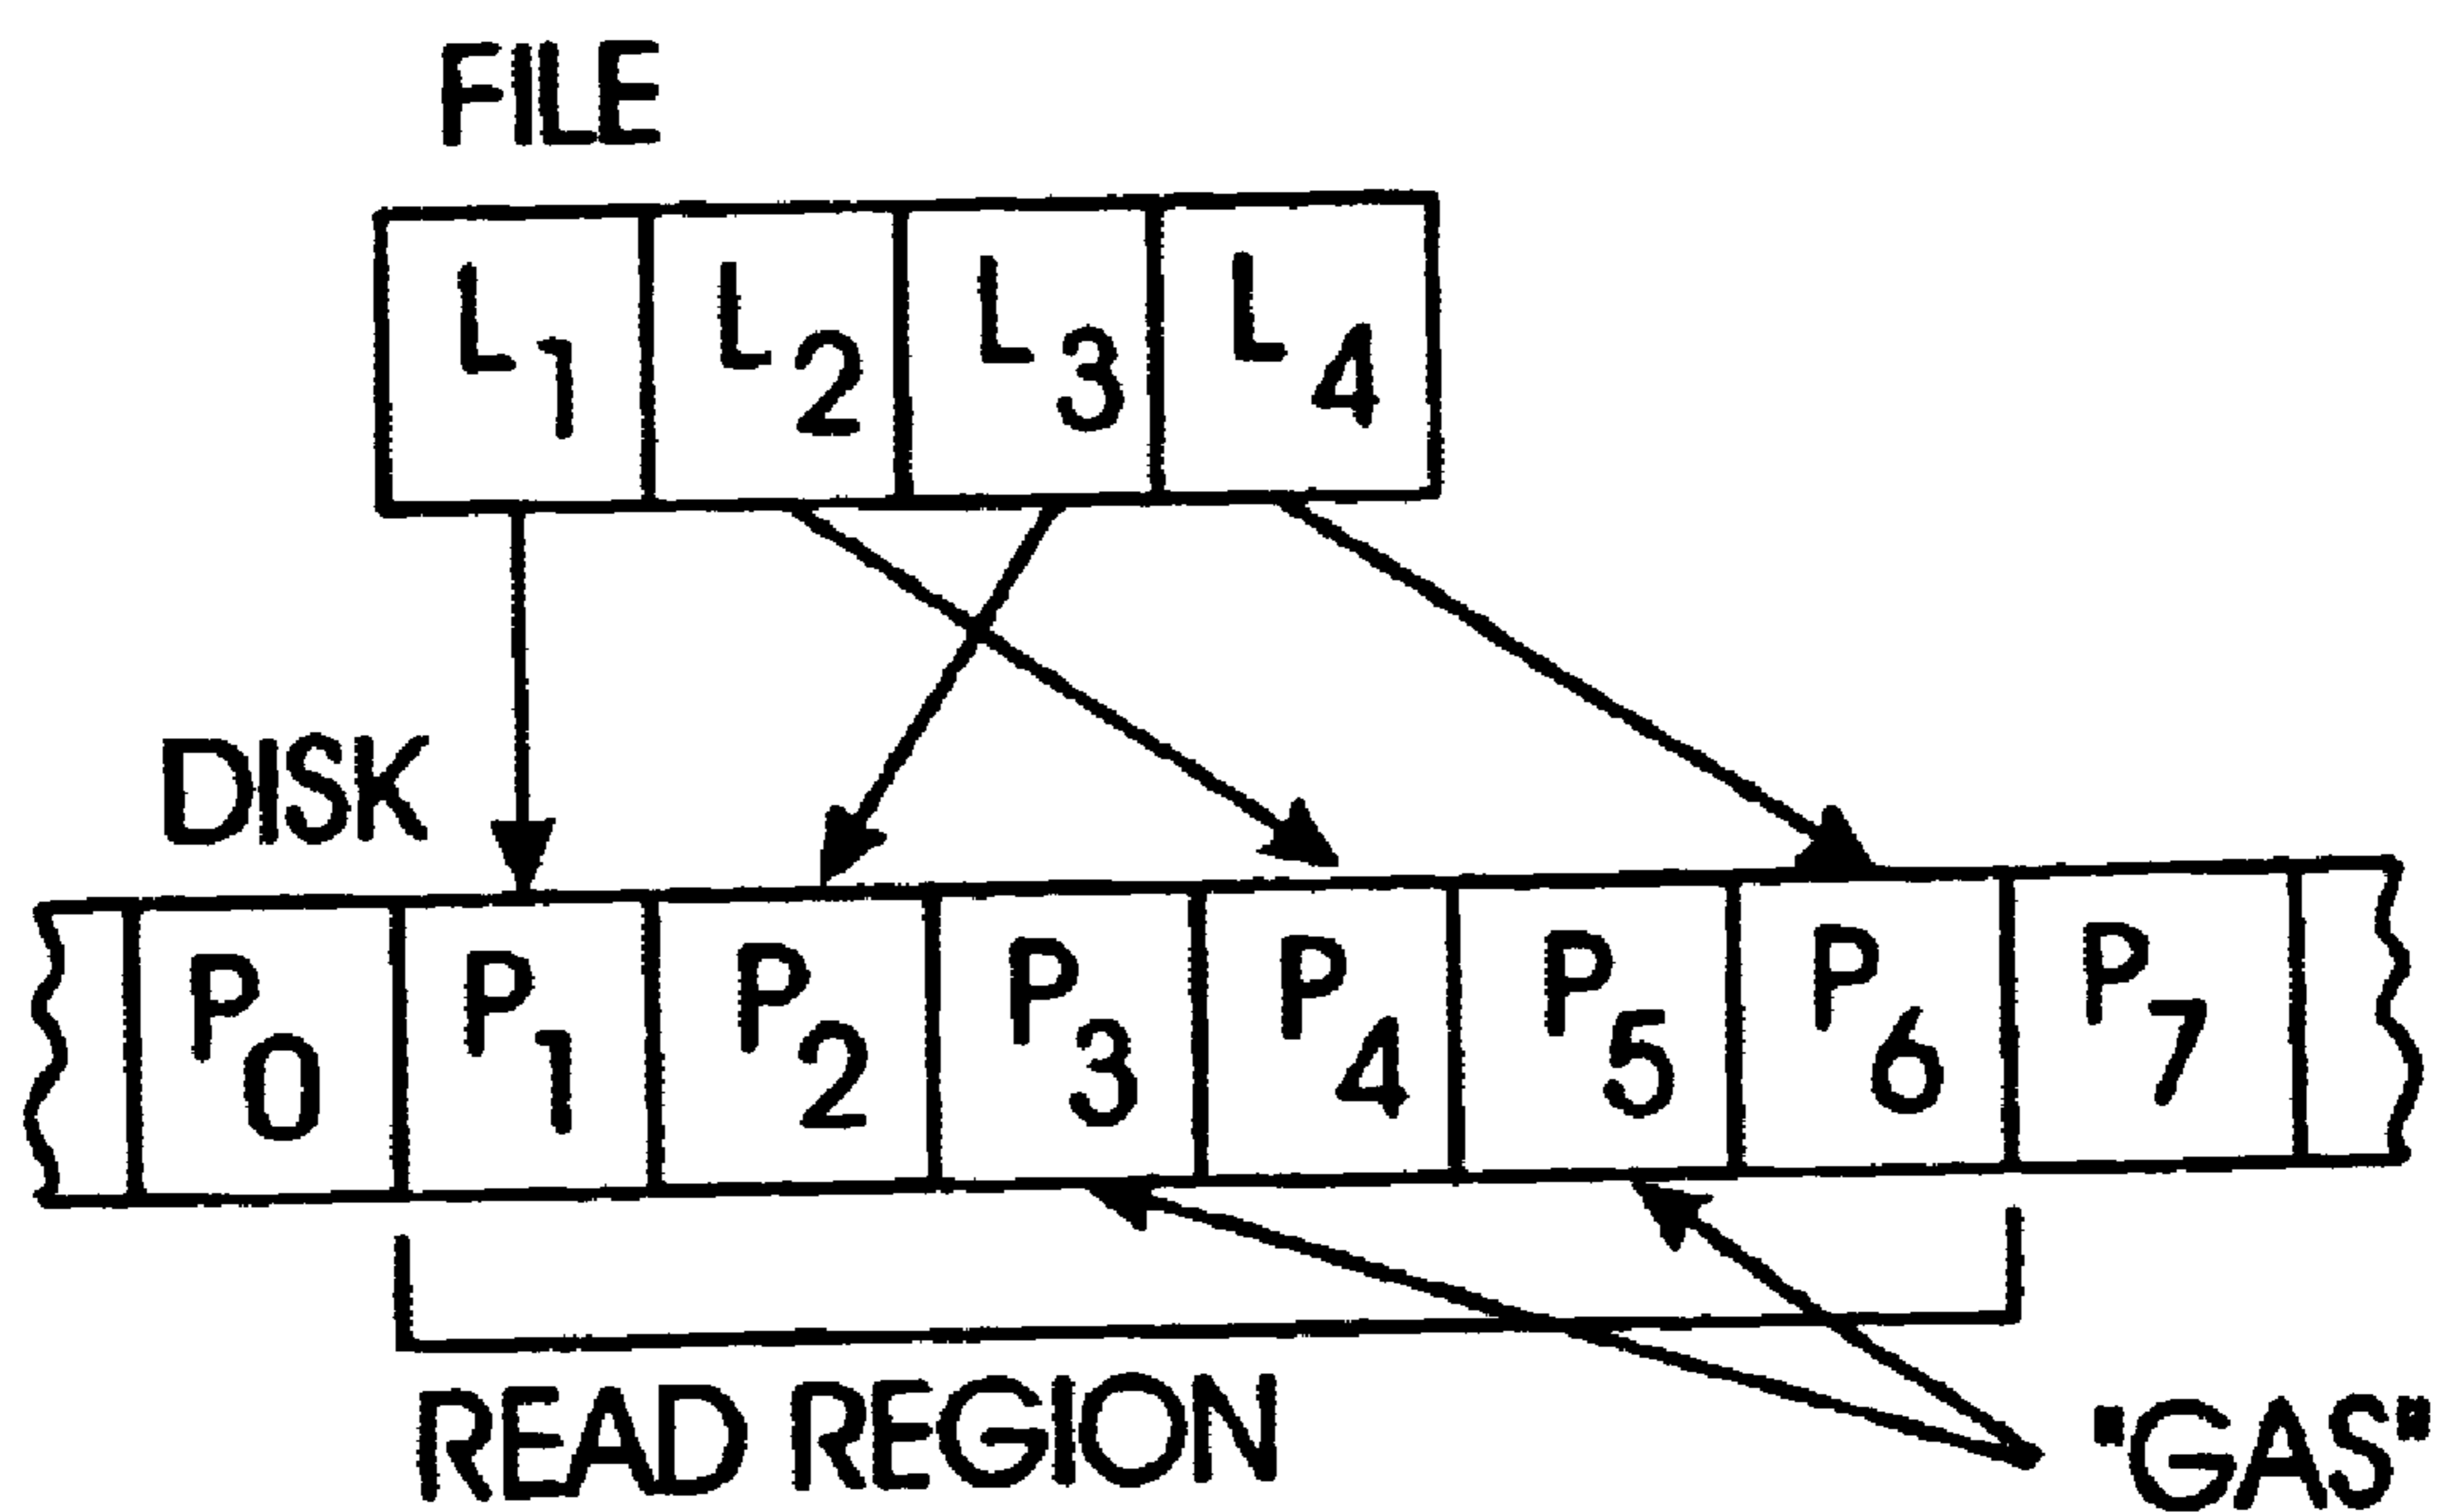 FILE
L1 L2 L3 L4
DISK
P0 P1 P2 P3 P4 P5 P6 P7
READ REGION
"GAS"